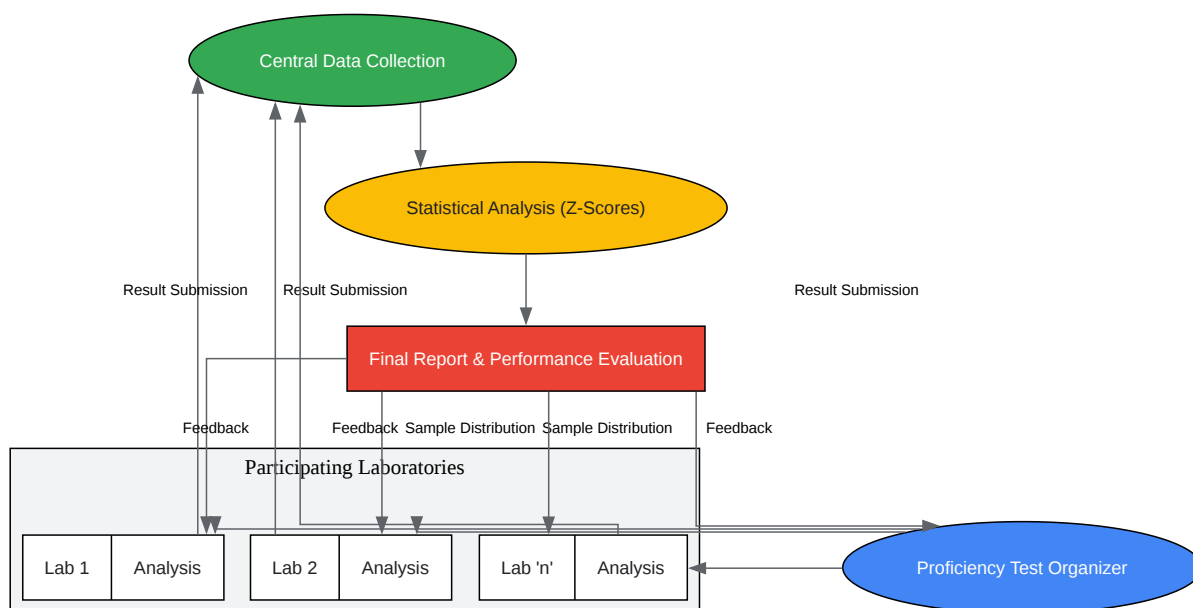 Central Data Collection
Statistical Analysis (Z-Scores)
Result Submission
Result Submission
Result Submission
Final Report & Performance Evaluation
Feedback
Feedback
Sample Distribution
Sample Distribution
Feedback
Participating Laboratories
Lab 1
Analysis
Lab 2
Analysis
Lab 'n'
Analysis
Proficiency Test Organizer